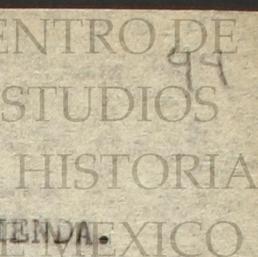 ENTRO DE
94
STUDIOS
HISTORIA
IENDA.
E MEXICO